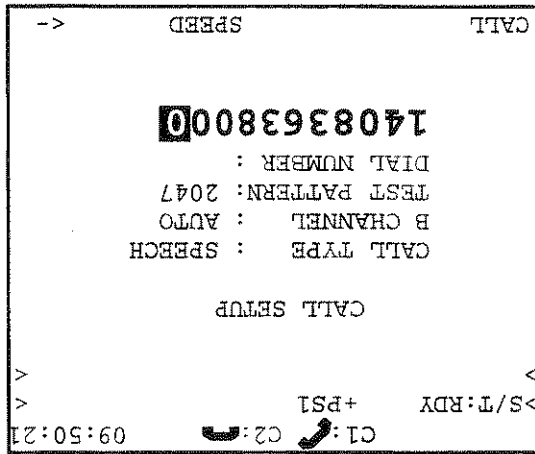 C1: C2: 09:50:21
>S/T:RDY +PS1 <
> <
CALL SETUP
CALL TYPE : SPEECH
B CHANNEL : AUTO
TEST PATTERN: 2047
DIAL NUMBER :
14083638000
CALL SPEED <-